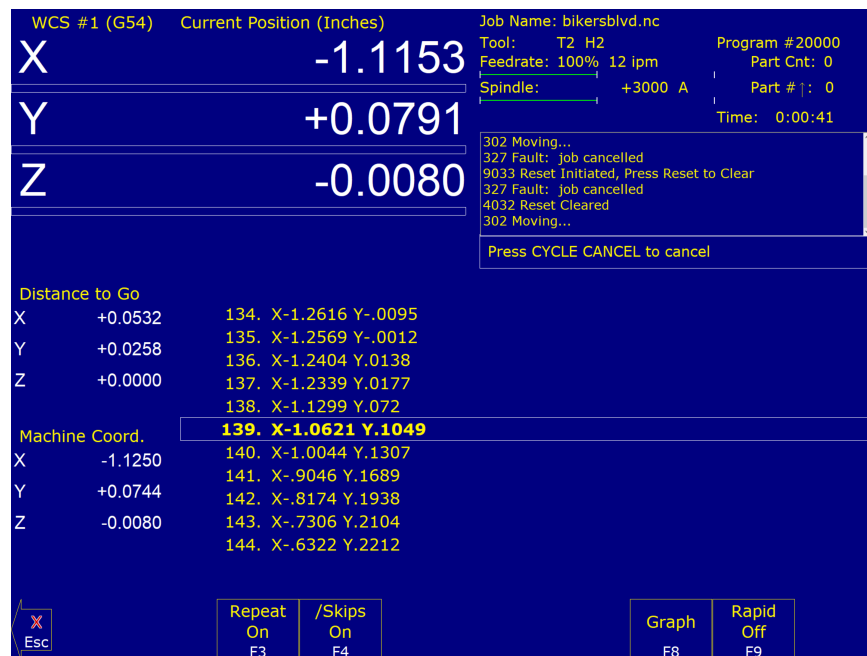 WCS #1 (G54) Current Position (Inches)
X -1.1153
Y +0.0791
Z -0.0080
Job Name: bikersblvd.nc
Tool: T2 H2 Program #20000
Feedrate: 100% 12 ipm Part Cnt: 0
Spindle: +3000 A Part #↑: 0
Time: 0:00:41
302 Moving...
327 Fault: job cancelled
9033 Reset Initiated, Press Reset to Clear
327 Fault: job cancelled
4032 Reset Cleared
302 Moving...
Press CYCLE CANCEL to cancel
Distance to Go
X +0.0532
Y +0.0258
Z +0.0000
Machine Coord.
X -1.1250
Y +0.0744
Z -0.0080
134. X-1.2616 Y-.0095
135. X-1.2569 Y-.0012
136. X-1.2404 Y.0138
137. X-1.2339 Y.0177
138. X-1.1299 Y.072
139. X-1.0621 Y.1049
140. X-1.0044 Y.1307
141. X-.9046 Y.1689
142. X-.8174 Y.1938
143. X-.7306 Y.2104
144. X-.6322 Y.2212
X
Esc
Repeat
On
F3
/Skips
On
F4
Graph
F8
Rapid
Off
F9